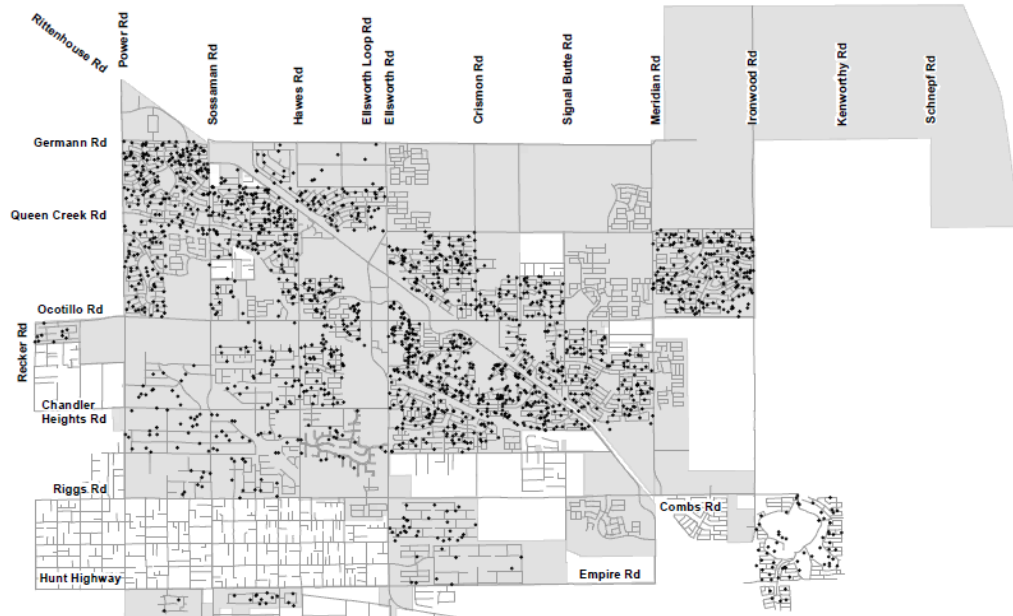 Rittenhouse Rd
Power Rd
Sossaman Rd
Hawes Rd
Ellsworth Loop Rd
Ellsworth Rd
Crismon Rd
Signal Butte Rd
Meridian Rd
Ironwood Rd
Kenworthy Rd
Schnepf Rd
Germann Rd
Queen Creek Rd
Ocotillo Rd
Recker Rd
Chandler
Heights Rd
Riggs Rd
Combs Rd
Hunt Highway
Empire Rd